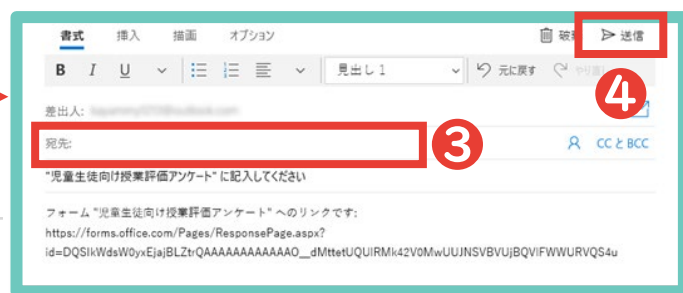 書式 挿入 描画 オプション 破 送信
B I U 見出し 1 元に戻す
4
差出人:
宛先: CC と BCC
3
"児童生徒向け授業評価アンケート" に記入してください
フォーム "児童生徒向け授業評価アンケート" へのリンクです:
https://forms.office.com/Pages/ResponsePage.aspx?
id=DQSIkWdsW0yxEjajBLZtrQAAAAAAAAAAAAO__dMttetUQUlRMk42V0MwUUJNSVBVUjBQVlFWWURVQS4u